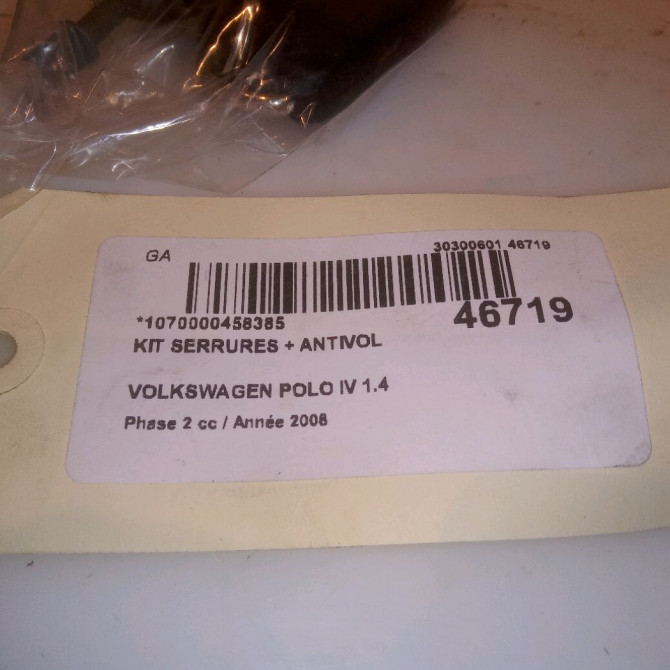 GA 30300601 46719
*1070000458385 46719
KIT SERRURES + ANTIVOL
VOLKSWAGEN POLO IV 1.4
Phase 2 cc / Année 2008